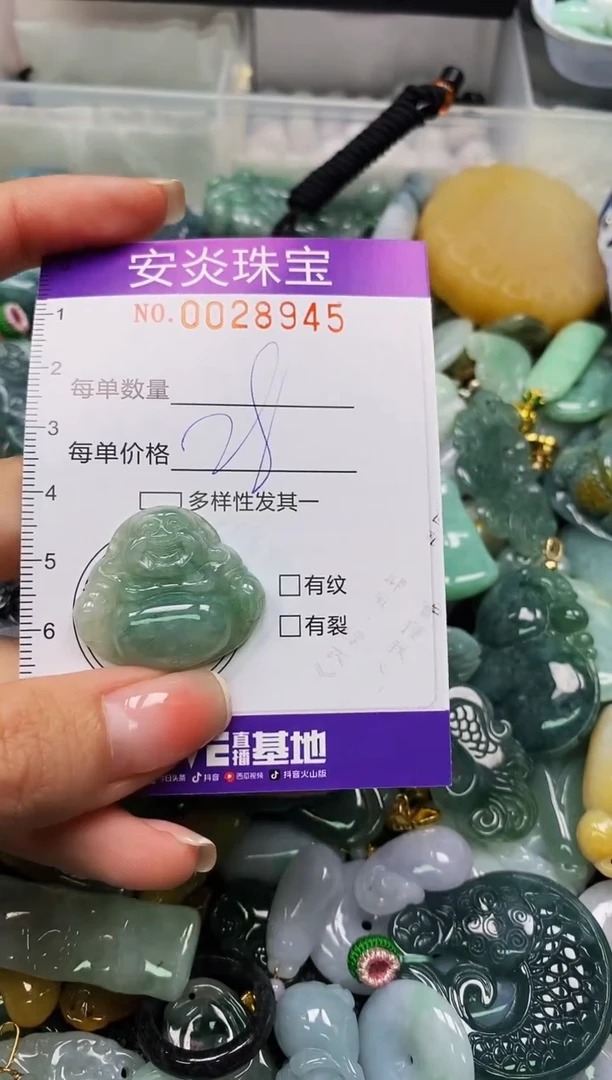 安炎珠宝
NO.0028945
1
2
每单数量
3
每单价格 28
4
多样性发其一
5
有纹
6
有裂
直播基地
抖音 西瓜视频 抖音火山版